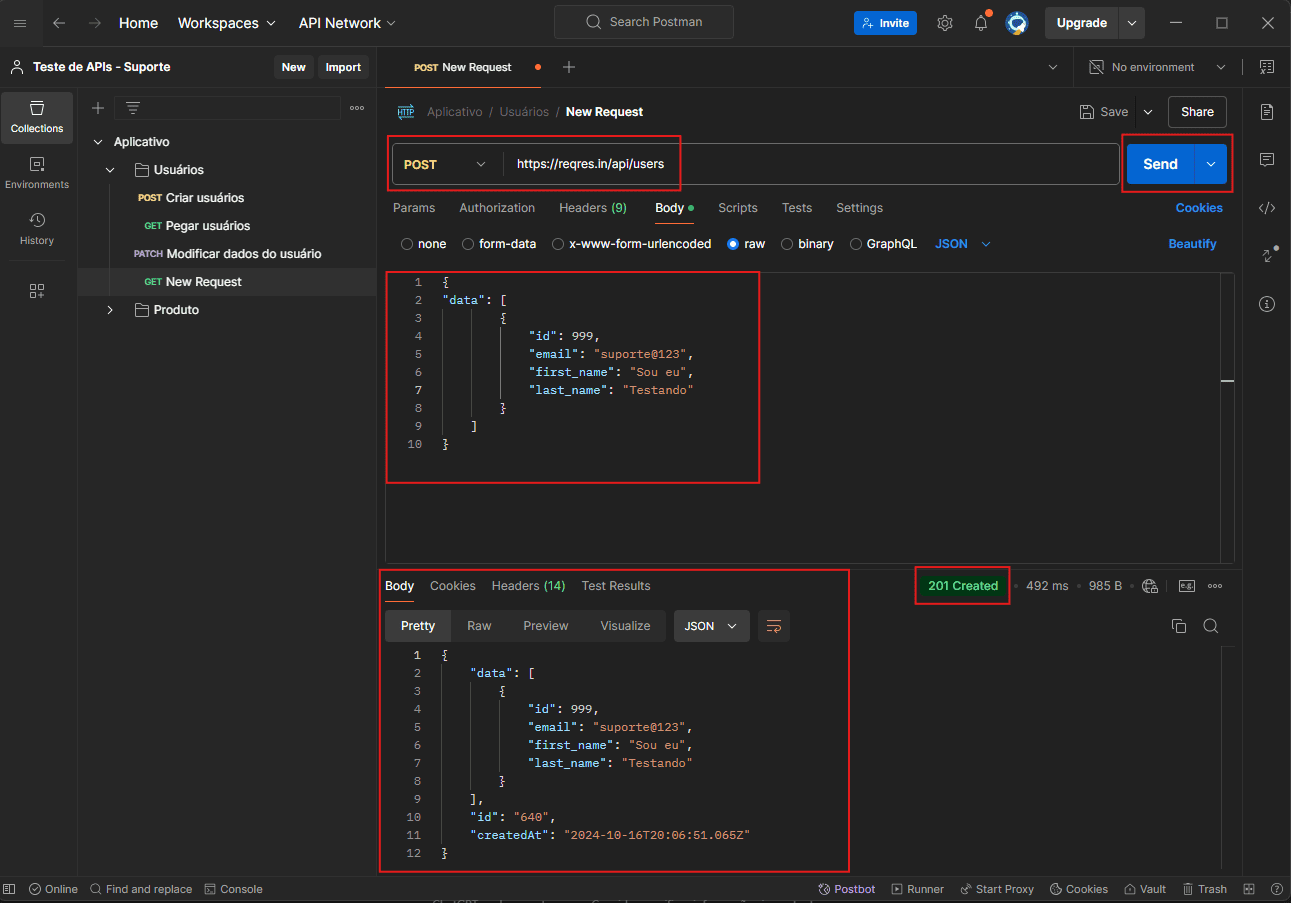 Home Workspaces API Network Search Postman Invite Upgrade
Teste de APIs - Suporte New Import POST New Request No environment
Collections
Environments
History
Aplicativo
Usuários
POST Criar usuários
GET Pegar usuários
PATCH Modificar dados do usuário
GET New Request
Produto
HTTP Aplicativo / Usuários / New Request Save Share
POST https://reqres.in/api/users Send
Params Authorization Headers (9) Body Scripts Tests Settings Cookies
none form-data x-www-form-urlencoded raw binary GraphQL JSON Beautify
1 {
2 "data": [
3 {
4 "id": 999,
5 "email": "suporte@123",
6 "first_name": "Sou eu",
7 "last_name": "Testando"
8 }
9 ]
10 }
Body Cookies Headers (14) Test Results 201 Created 492 ms 985 B e.g.
Pretty Raw Preview Visualize JSON
1 {
2 "data": [
3 {
4 "id": 999,
5 "email": "suporte@123",
6 "first_name": "Sou eu",
7 "last_name": "Testando"
8 }
9 ],
10 "id": "640",
11 "createdAt": "2024-10-16T20:06:51.065Z"
12 }
Online Find and replace Console Postbot Runner Start Proxy Cookies Vault Trash